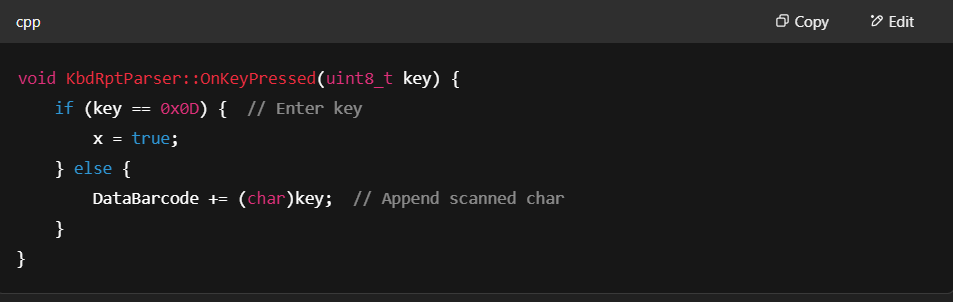 cpp Copy Edit
void KbdRptParser::OnKeyPressed(uint8_t key) {
    if (key == 0x0D) {  // Enter key
        x = true;
    } else {
        DataBarcode += (char)key;  // Append scanned char
    }
}